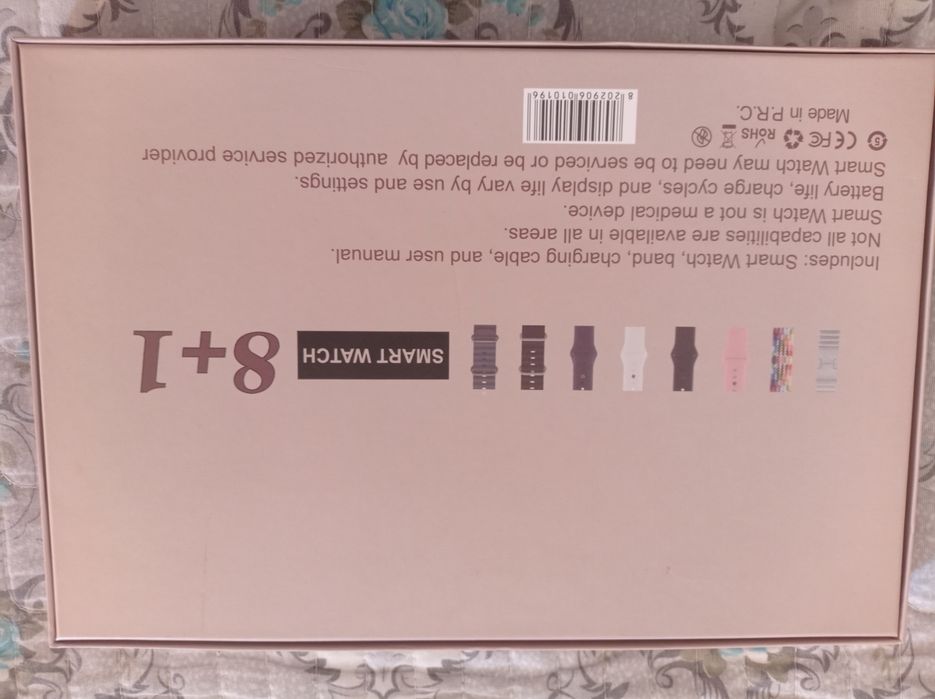 SMART WATCH 8+1
Includes: Smart Watch, band, charging cable, and user manual.
Not all capabilities are available in all areas.
Smart Watch is not a medical device.
Battery life, charge cycles, and display life vary by use and settings.
Smart Watch may need to be serviced or be replaced by authorized service provider
5 CE FC RoHS
Made in P.R.C.
8 202906 010196